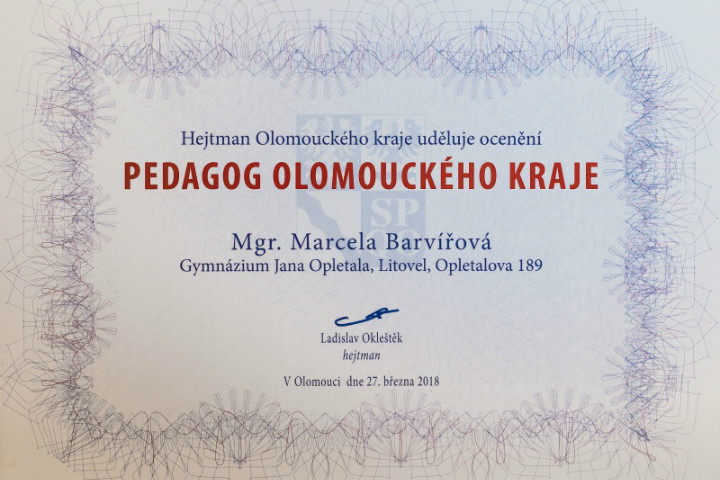 Hejtman Olomouckého kraje uděluje ocenění
PEDAGOG OLOMOUCKÉHO KRAJE
SP
Mgr. Marcela Barvířová
Gymnázium Jana Opletala, Litovel, Opletalova 189
Ladislav Okleštěk
hejtman
V Olomouci dne 27. března 2018